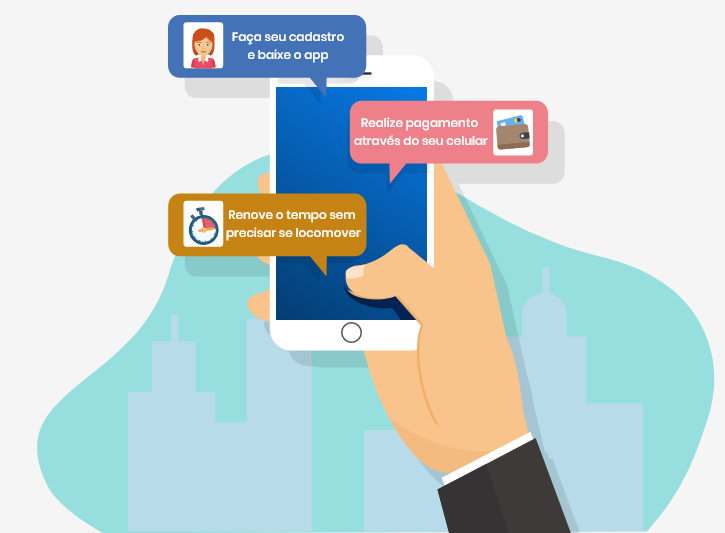 Faça seu cadastro
e baixe o app
Realize pagamento
através do seu celular
Renove o tempo sem
precisar se locomover